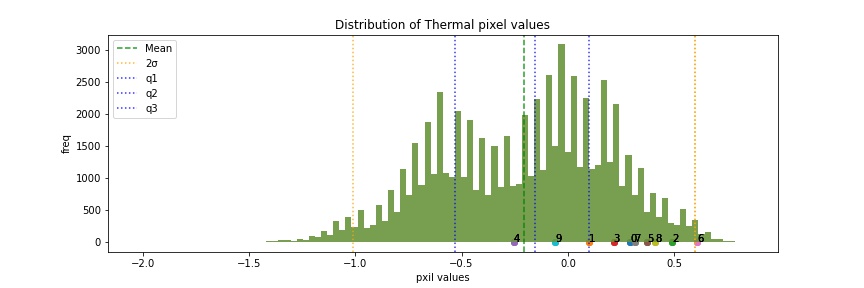 Distribution of Thermal pixel values
Mean
2σ
q1
q2
q3
freq
3000
2500
2000
1500
1000
500
0
4 9 1 3 0 7 5 8 2 6
−2.0 −1.5 −1.0 −0.5 0.0 0.5
pxil values